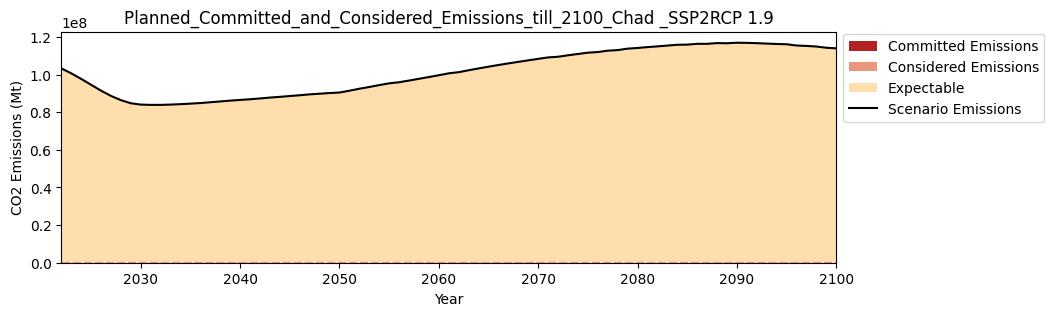 Planned_Committed_and_Considered_Emissions_till_2100_Chad _SSP2RCP 1.9
1e8
1.2
1.0
0.8
0.6
0.4
0.2
0.0
CO2 Emissions (Mt)
2030
2040
2050
2060
2070
2080
2090
2100
Year
Committed Emissions
Considered Emissions
Expectable
Scenario Emissions